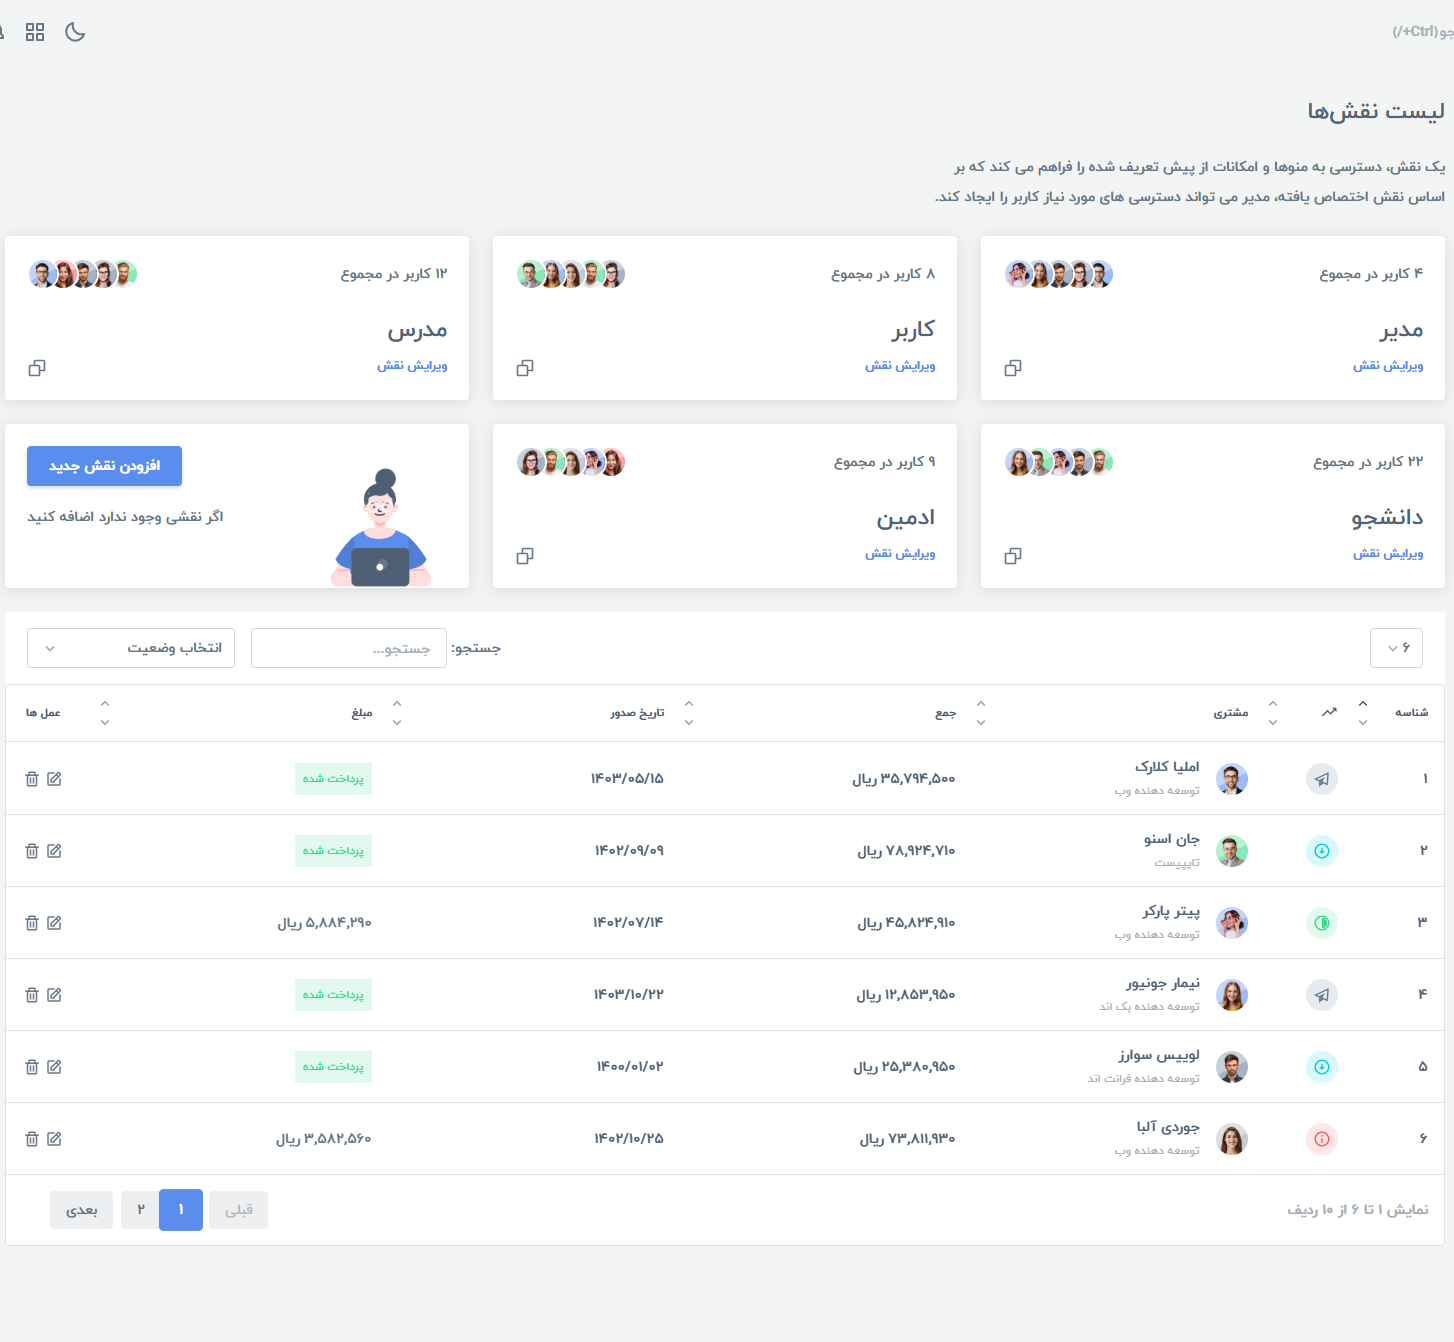 جو(Ctrl+/)
لیست نقش‌ها
یک نقش، دسترسی به منوها و امکانات از پیش تعریف شده را فراهم می کند که بر
اساس نقش اختصاص یافته، مدیر می تواند دسترسی های مورد نیاز کاربر را ایجاد کند.
۴ کاربر در مجموع
مدیر
ویرایش نقش
۸ کاربر در مجموع
کاربر
ویرایش نقش
۱۲ کاربر در مجموع
مدرس
ویرایش نقش
۲۲ کاربر در مجموع
دانشجو
ویرایش نقش
۹ کاربر در مجموع
ادمین
ویرایش نقش
افزودن نقش جدید
اگر نقشی وجود ندارد اضافه کنید
۶ جستجو: جستجو... انتخاب وضعیت
شناسه مشتری جمع تاریخ صدور مبلغ عمل ها
۱ املیا کلارک ۳۵,۷۹۴,۵۰۰ ریال ۱۴۰۳/۰۵/۱۵ پرداخت شده
توسعه دهنده وب
۲ جان اسنو ۷۸,۹۲۴,۷۱۰ ریال ۱۴۰۲/۰۹/۰۹ پرداخت شده
تایپیست
۳ پیتر پارکر ۴۵,۸۲۴,۹۱۰ ریال ۱۴۰۲/۰۷/۱۴ ۵,۸۸۴,۲۹۰ ریال
توسعه دهنده وب
۴ نیمار جونیور ۱۲,۸۵۳,۹۵۰ ریال ۱۴۰۳/۱۰/۲۲ پرداخت شده
توسعه دهنده بک اند
۵ لوییس سوارز ۲۵,۳۸۰,۹۵۰ ریال ۱۴۰۰/۰۱/۰۲ پرداخت شده
توسعه دهنده فرانت اند
۶ جوردی آلبا ۷۳,۸۱۱,۹۳۰ ریال ۱۴۰۲/۱۰/۲۵ ۳,۵۸۲,۵۶۰ ریال
توسعه دهنده وب
نمایش ۱ تا ۶ از ۱۰ ردیف قبلی ۱ ۲ بعدی